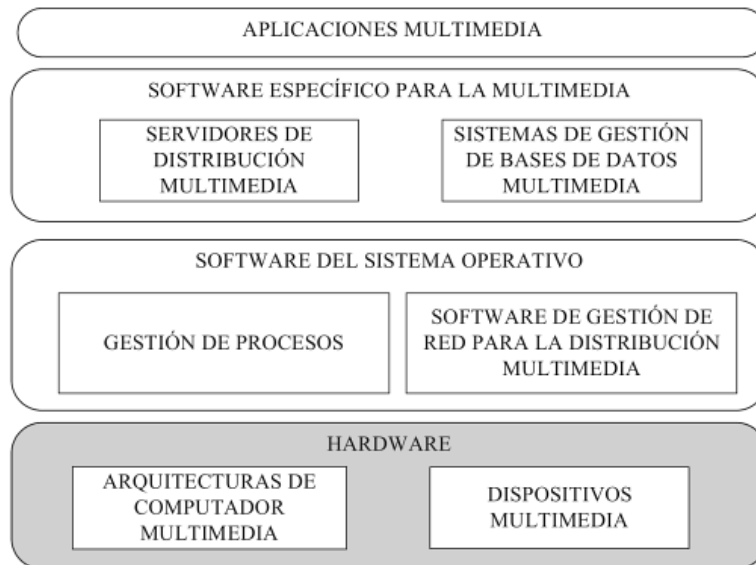 APLICACIONES MULTIMEDIA
SOFTWARE ESPECÍFICO PARA LA MULTIMEDIA
SERVIDORES DE
DISTRIBUCIÓN
MULTIMEDIA
SISTEMAS DE GESTIÓN
DE BASES DE DATOS
MULTIMEDIA
SOFTWARE DEL SISTEMA OPERATIVO
GESTIÓN DE PROCESOS
SOFTWARE DE GESTIÓN DE
RED PARA LA DISTRIBUCIÓN
MULTIMEDIA
HARDWARE
ARQUITECTURAS DE
COMPUTADOR
MULTIMEDIA
DISPOSITIVOS
MULTIMEDIA